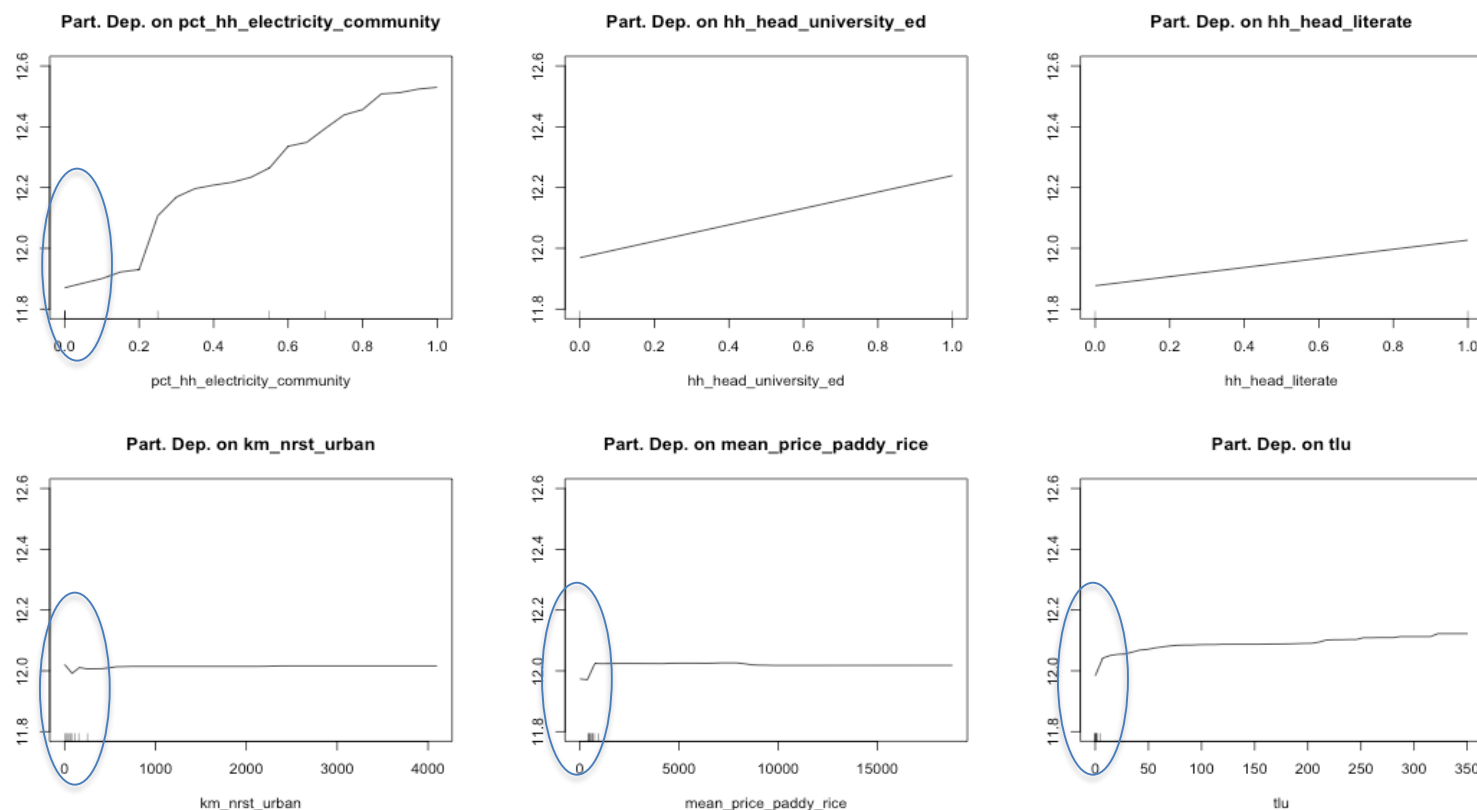 Part. Dep. on pct_hh_electricity_community
12.6
12.4
12.2
12.0
11.8
0.0 0.2 0.4 0.6 0.8 1.0
pct_hh_electricity_community
Part. Dep. on hh_head_university_ed
12.6
12.4
12.2
12.0
11.8
0.0 0.2 0.4 0.6 0.8 1.0
hh_head_university_ed
Part. Dep. on hh_head_literate
12.6
12.4
12.2
12.0
11.8
0.0 0.2 0.4 0.6 0.8 1.0
hh_head_literate
Part. Dep. on km_nrst_urban
12.6
12.4
12.2
12.0
11.8
0 1000 2000 3000 4000
km_nrst_urban
Part. Dep. on mean_price_paddy_rice
12.6
12.4
12.2
12.0
11.8
0 5000 10000 15000
mean_price_paddy_rice
Part. Dep. on tlu
12.6
12.4
12.2
12.0
11.8
0 50 100 150 200 250 300 350
tlu